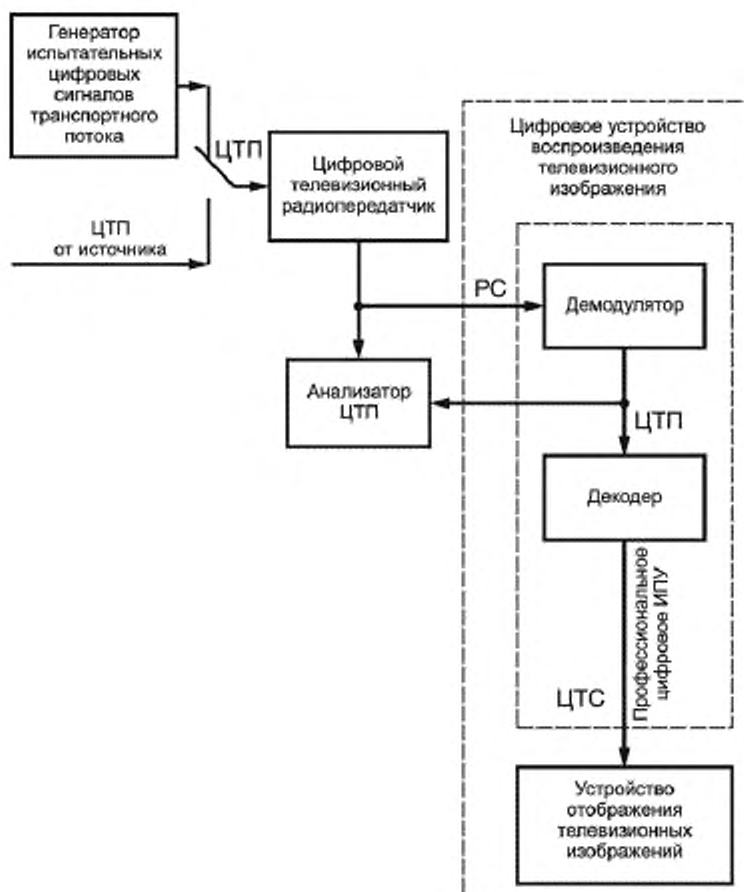 Генератор
испытательных
цифровых
сигналов
транспортного
потока
ЦТП
ЦТП
от источника
Цифровой
телевизионный
радиопередатчик
Цифровое устройство
воспроизведения
телевизионного
изображения
РС
Демодулятор
Анализатор
ЦТП
ЦТП
Декодер
Профессиональное
цифровое ИПУ
ЦТС
Устройство
отображения
телевизионных
изображений